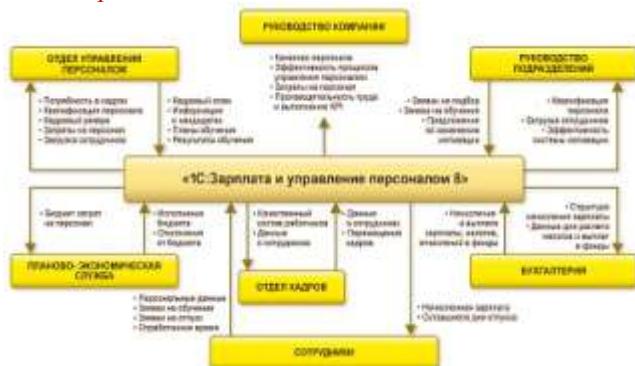 РУКОВОДСТВО КОМПАНИИ
ОТДЕЛ УПРАВЛЕНИЯ
ПЕРСОНАЛОМ
РУКОВОДСТВО
ПОДРАЗДЕЛЕНИЙ
• Качество персонала
• Эффективность процессов
управления персоналом
• Затраты на персонал
• Производительность труда
и выполнение KPI
• Потребность в кадрах
• Квалификация персонала
• Кадровый резерв
• Затраты на персонал
• Загрузка сотрудников
• Кадровый план
• Информация
о кандидатах
• Планы обучения
• Результаты обучения
• Заявки на подбор
• Заявки на обучение
• Предложения
по изменению
мотивации
• Квалификация
персонала
• Загрузка сотрудников
• Эффективность
системы мотивации
«1С:Зарплата и управление персоналом 8»
• Бюджет затрат
на персонал
• Исполнение
бюджета
• Отклонения
от бюджета
• Качественный
состав работников
• Данные
о сотрудниках
• Данные
о сотрудниках
• Перемещения
кадров
• Начисление
и выплата
зарплаты, налогов,
отчислений в фонды
• Структура
начисления зарплаты
• Данные для расчета
налогов и выплат
в фонды
ПЛАНОВО-ЭКОНОМИЧЕСКАЯ
СЛУЖБА
ОТДЕЛ КАДРОВ
БУХГАЛТЕРИЯ
• Персональные данные
• Заявки на обучение
• Заявки на отпуск
• Отработанное время
• Начисленная зарплата
• Оставшиеся дни отпуска
СОТРУДНИКИ